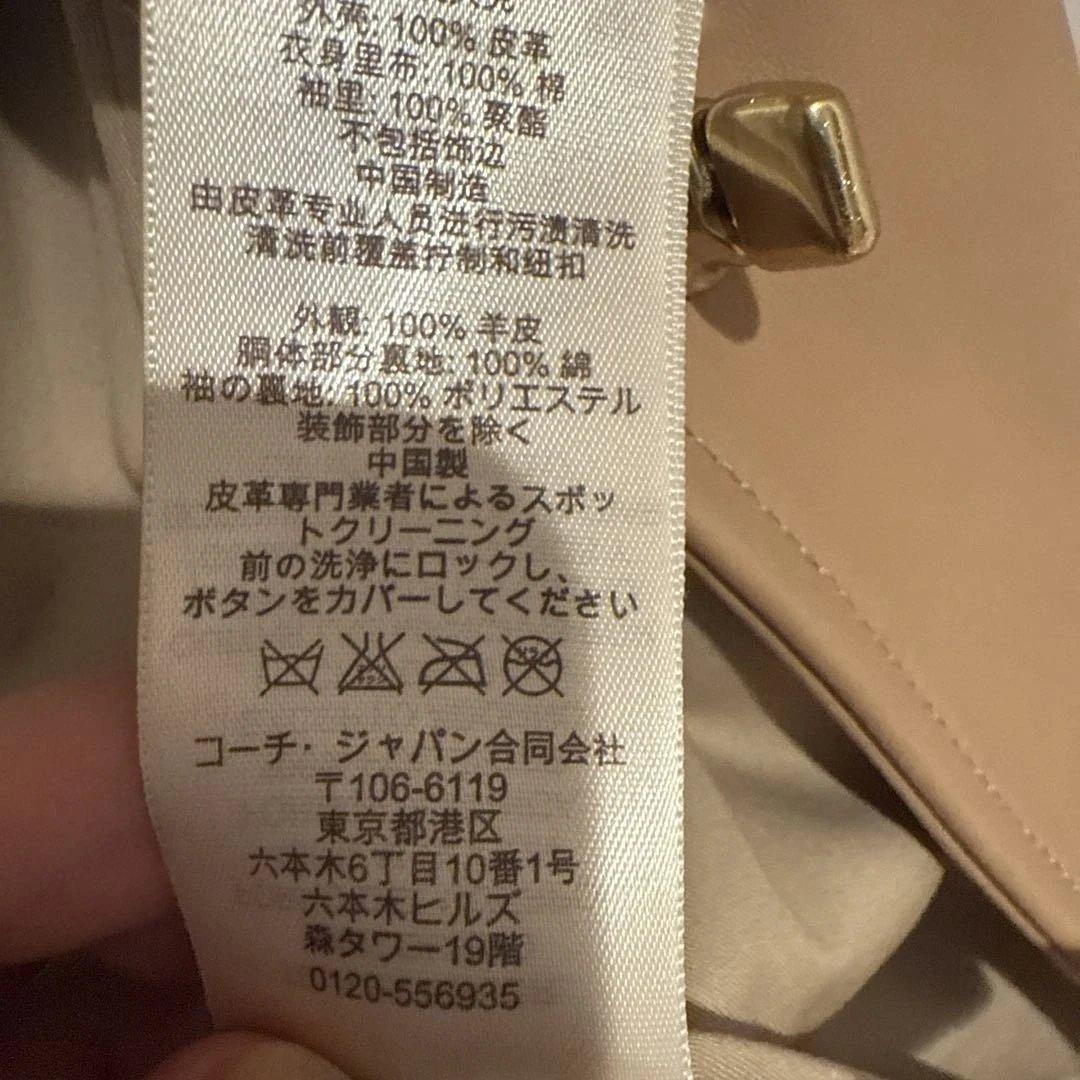 外壳: 100% 皮革
衣身里布: 100% 棉
袖里: 100% 聚酯
不包括饰边
中国制造
由皮革专业人员进行污渍清洗
清洗前覆盖拧制和纽扣
外観: 100% 羊皮
胴体部分裏地: 100% 綿
袖の裏地: 100% ポリエステル
装飾部分を除く
中国製
皮革専門業者によるスポッ
トクリーニング
前の洗浄にロックし、
ボタンをカバーしてください
コーチ・ジャパン合同会社
〒106-6119
東京都港区
六本木6丁目10番1号
六本木ヒルズ
森タワー19階
0120-556935